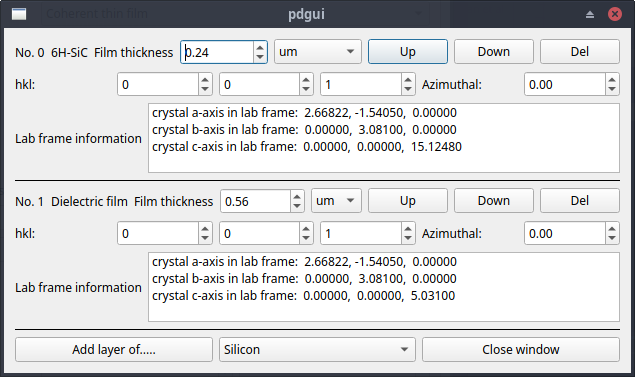 Coherent thin film
pdgui
No. 0 6H-SiC Film thickness 0.24 um Up Down Del
hkl: 0 0 1 Azimuthal: 0.00
crystal a-axis in lab frame: 2.66822, -1.54050, 0.00000
crystal b-axis in lab frame: 0.00000, 3.08100, 0.00000
Lab frame information
crystal c-axis in lab frame: 0.00000, 0.00000, 15.12480
No. 1 Dielectric film Film thickness 0.56 um Up Down Del
hkl: 0 0 1 Azimuthal: 0.00
crystal a-axis in lab frame: 2.66822, -1.54050, 0.00000
crystal b-axis in lab frame: 0.00000, 3.08100, 0.00000
Lab frame information
crystal c-axis in lab frame: 0.00000, 0.00000, 5.03100
Add layer of..... Silicon Close window